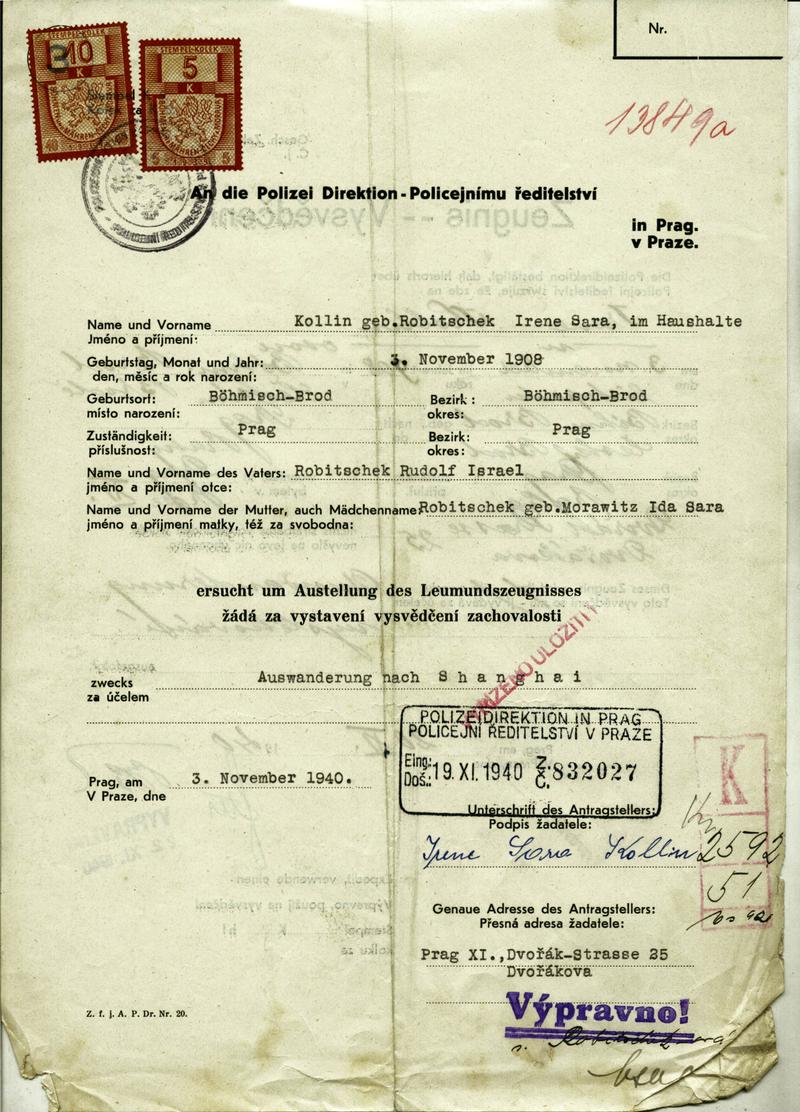 Nr.
STEMPEL-KOLEK
10
K
STEMPEL-KOLEK
5
K
13849a
An die Polizei Direktion-Policejnímu ředitelství
in Prag.
v Praze.
Name und Vorname Kollin geb.Robitschek Irene Sara, im Haushalte
Jméno a příjmení:
Geburtstag, Monat und Jahr: 3. November 1908
den, měsíc a rok narození:
Geburtsort: Böhmisch-Brod Bezirk: Böhmisch-Brod
místo narození: okres:
Zuständigkeit: Prag Bezirk: Prag
příslušnost: okres:
Name und Vorname des Vaters: Robitschek Rudolf Israel
jméno a příjmení otce:
Name und Vorname der Mutter, auch Mädchenname: Robitschek geb.Morawitz Ida Sara
jméno a příjmení matky, též za svobodna:
ersucht um Austellung des Leumundszeugnisses
žádá za vystavení vysvědčení zachovalosti
ULOŽITI
zwecks Auswanderung nach Shanghai
za účelem
POLIZEIDIREKTION IN PRAG
POLICEJNÍ ŘEDITELSTVÍ V PRAZE
Eing.: 19.XI.1940 Z. 832027
Doš.: Č.
K
Prag, am 3. November 1940.
V Praze, dne
Unterschrift des Antragstellers:
Podpis žadatele:
Irene Sara Kollin
2592
51
Genaue Adresse des Antragstellers:
Přesná adresa žadatele:
Prag XI.,Dvořák-Strasse 25
Dvořákova
Výpravno!
Z. f. j. A. P. Dr. Nr. 20.